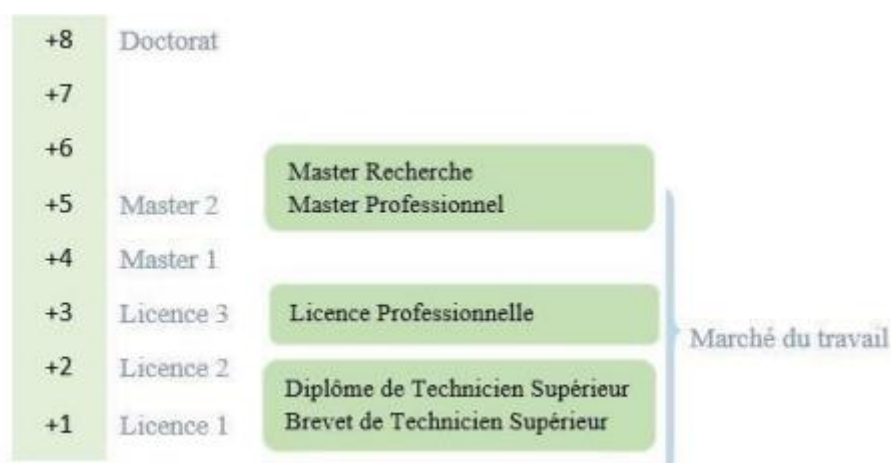 +8 Doctorat
+7
+6
Master Recherche
+5 Master 2 Master Professionnel
+4 Master 1
+3 Licence 3 Licence Professionnelle
Marché du travail
+2 Licence 2
Diplôme de Technicien Supérieur
+1 Licence 1 Brevet de Technicien Supérieur